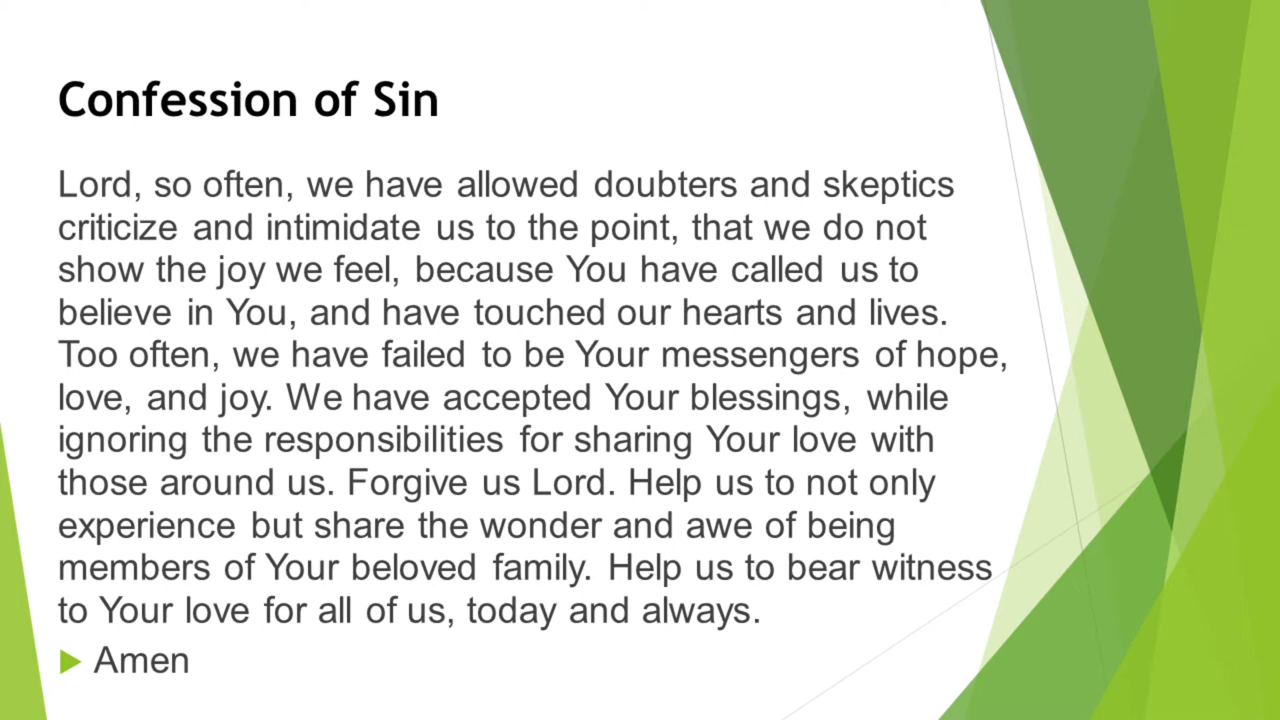 Confession of Sin
Lord, so often, we have allowed doubters and skeptics
criticize and intimidate us to the point, that we do not
show the joy we feel, because You have called us to
believe in You, and have touched our hearts and lives.
Too often, we have failed to be Your messengers of hope,
love, and joy. We have accepted Your blessings, while
ignoring the responsibilities for sharing Your love with
those around us. Forgive us Lord. Help us to not only
experience but share the wonder and awe of being
members of Your beloved family. Help us to bear witness
to Your love for all of us, today and always.
Amen